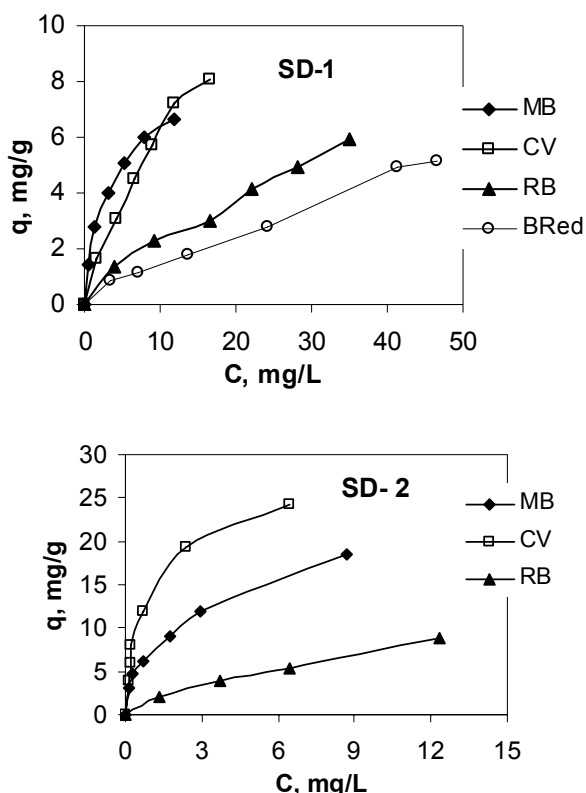 SD-1
q, mg/g
10
8
6
4
2
0
0 10 20 30 40 50
C, mg/L
MB
CV
RB
BRed
SD- 2
q, mg/g
30
25
20
15
10
5
0
0 3 6 9 12 15
C, mg/L
MB
CV
RB